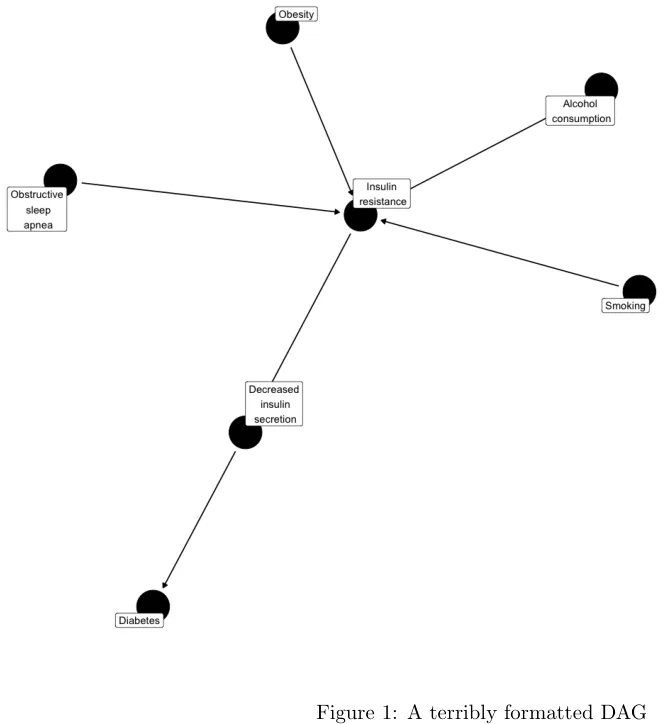 Obesity
Alcohol
consumption
Insulin
resistance
Obstructive
sleep
apnea
Smoking
Decreased
insulin
secretion
Diabetes
Figure 1: A terribly formatted DAG